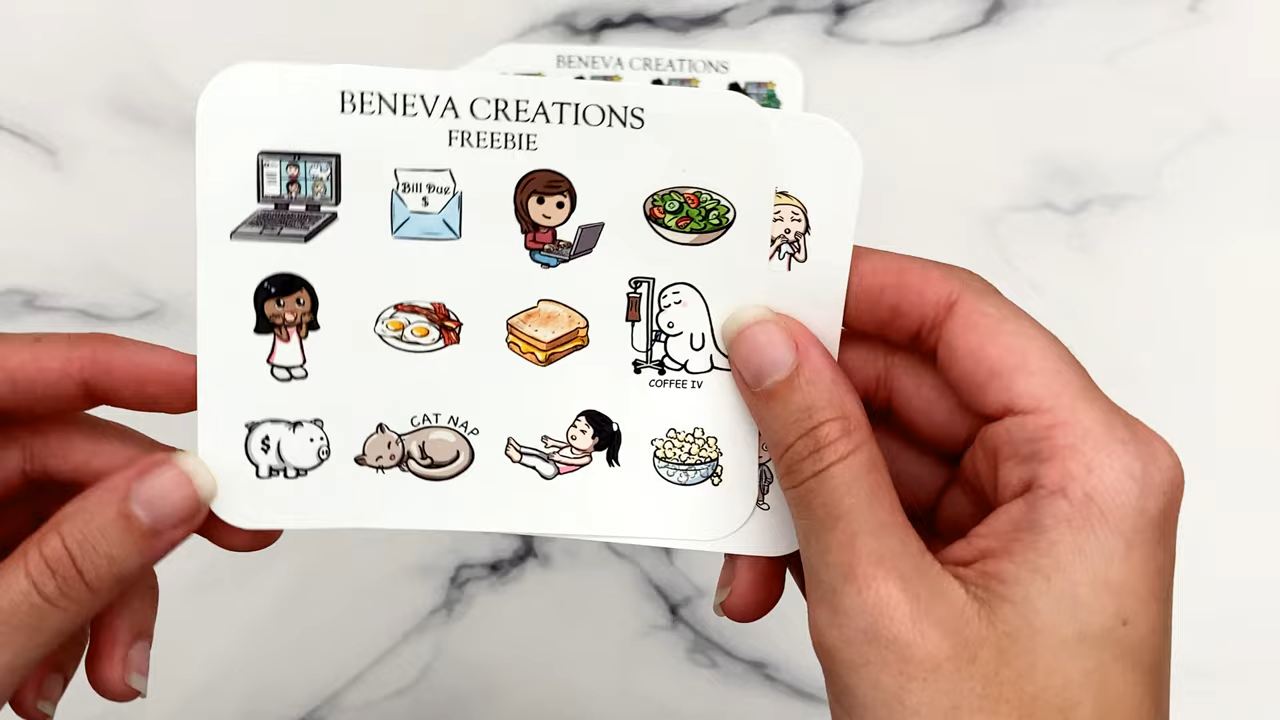 BENEVA CREATIONS
BENEVA CREATIONS
FREEBIE
Bill Due
$
COFFEE IV
$
CAT NAP